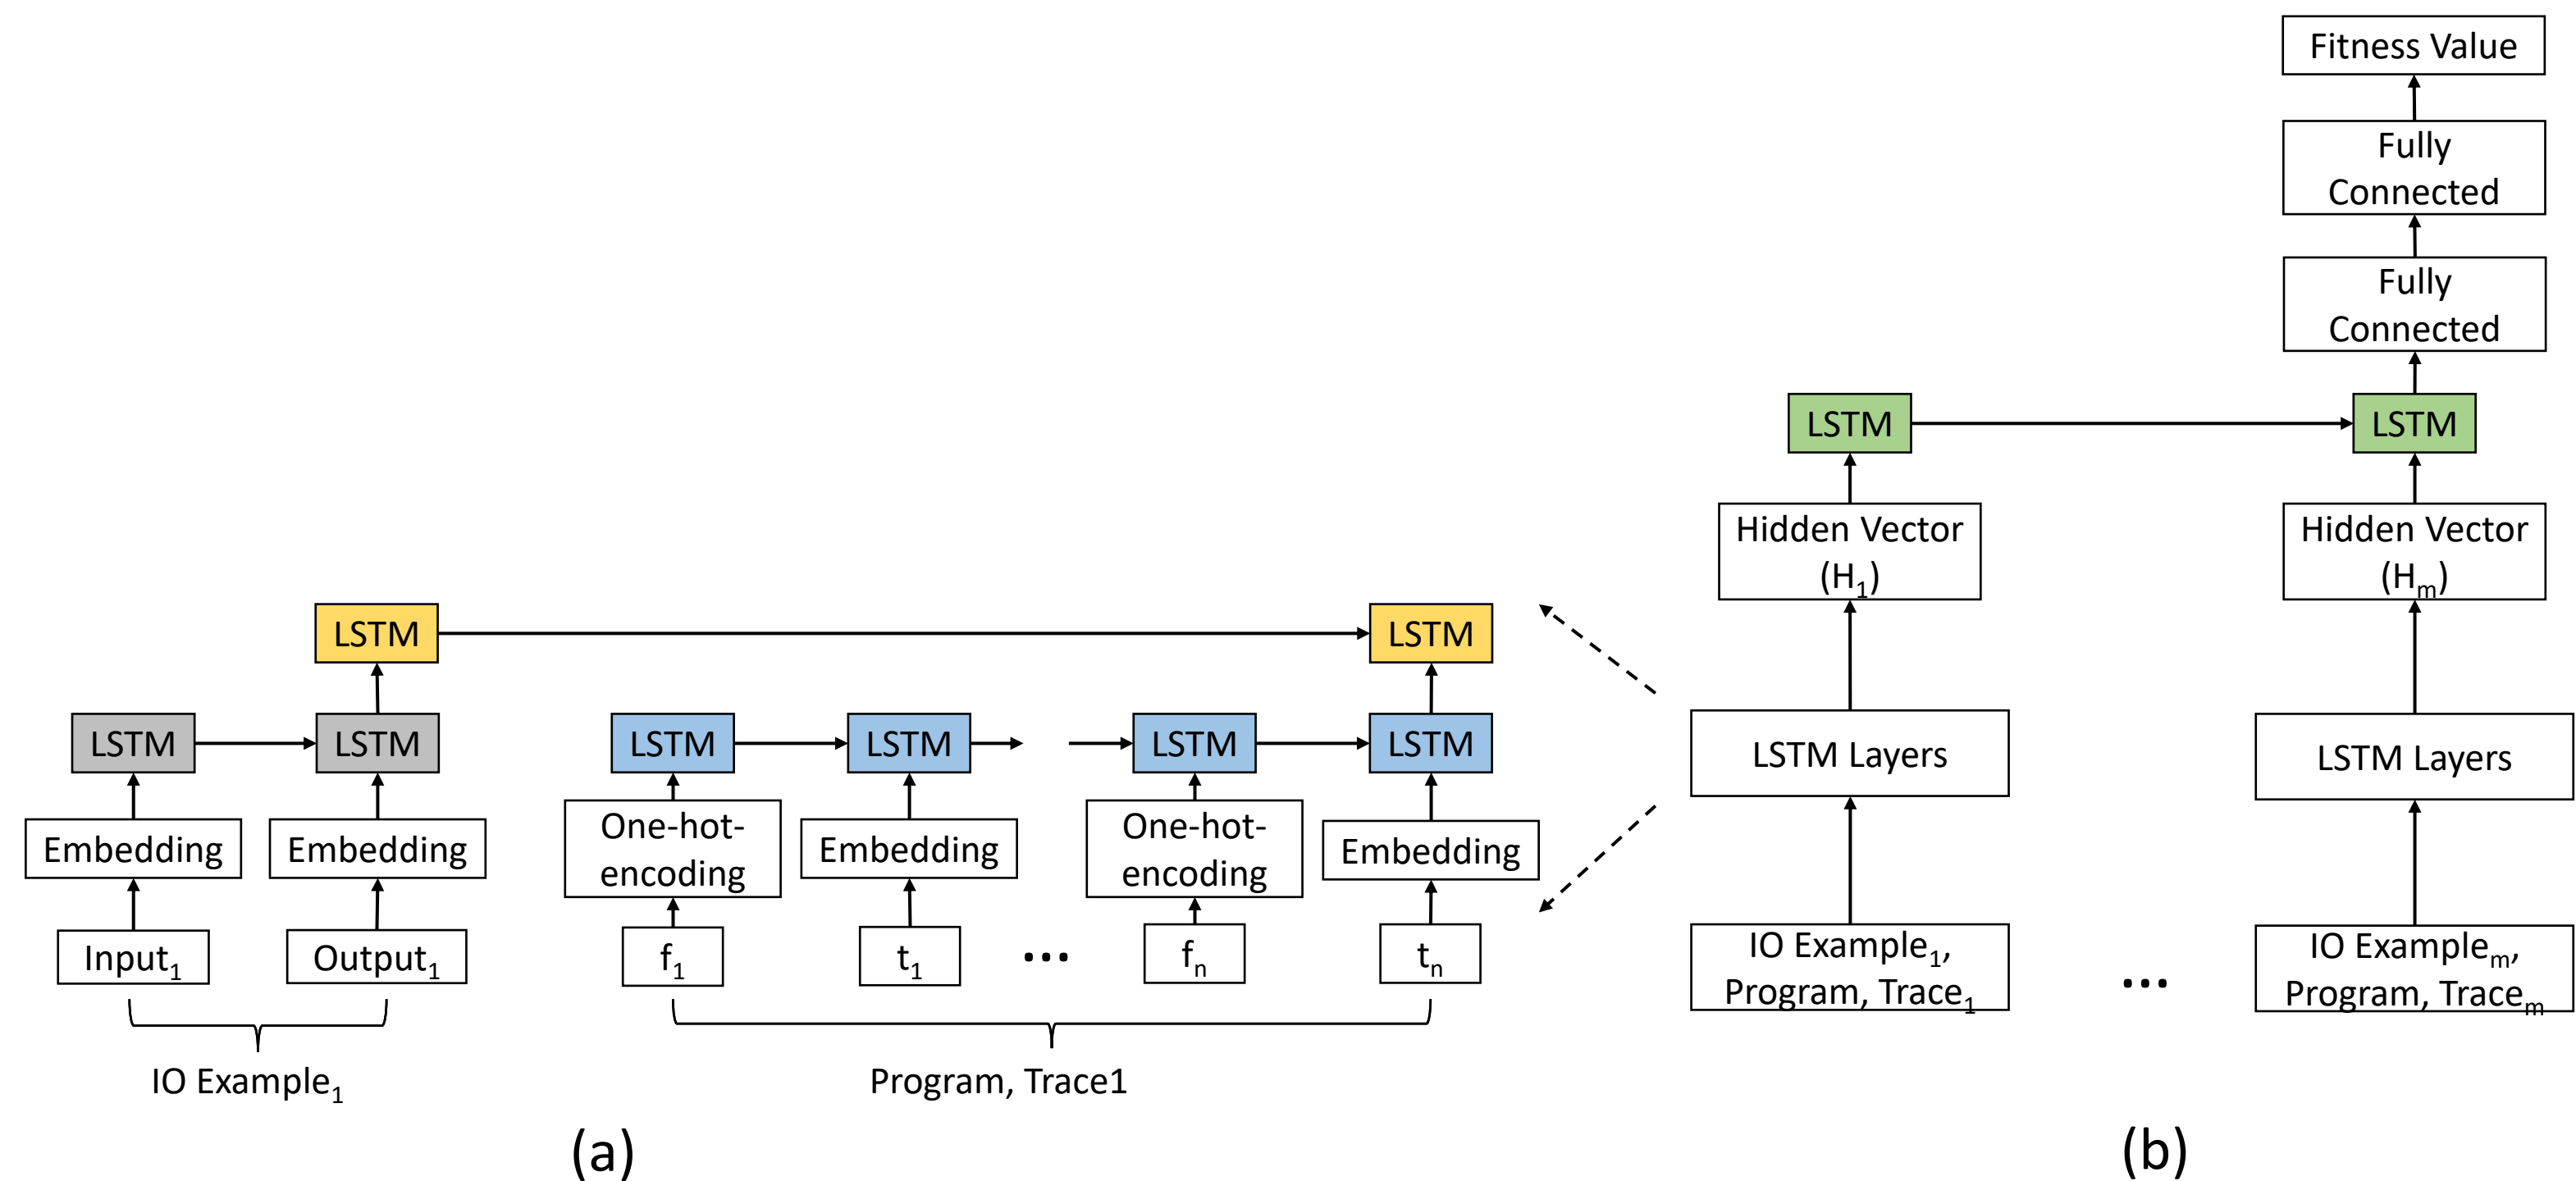 Fitness Value
Fully
Connected
Fully
Connected
LSTM
LSTM
Hidden Vector
(H₁)
Hidden Vector
(Hₘ)
LSTM
LSTM
LSTM
LSTM
LSTM
LSTM
LSTM
LSTM
LSTM Layers
LSTM Layers
Embedding
Embedding
One-hot-
encoding
Embedding
One-hot-
encoding
Embedding
Input₁
Output₁
f₁
t₁
...
fₙ
tₙ
IO Example₁,
Program, Trace₁
...
IO Exampleₘ,
Program, Traceₘ
IO Example₁
Program, Trace1
(a)
(b)